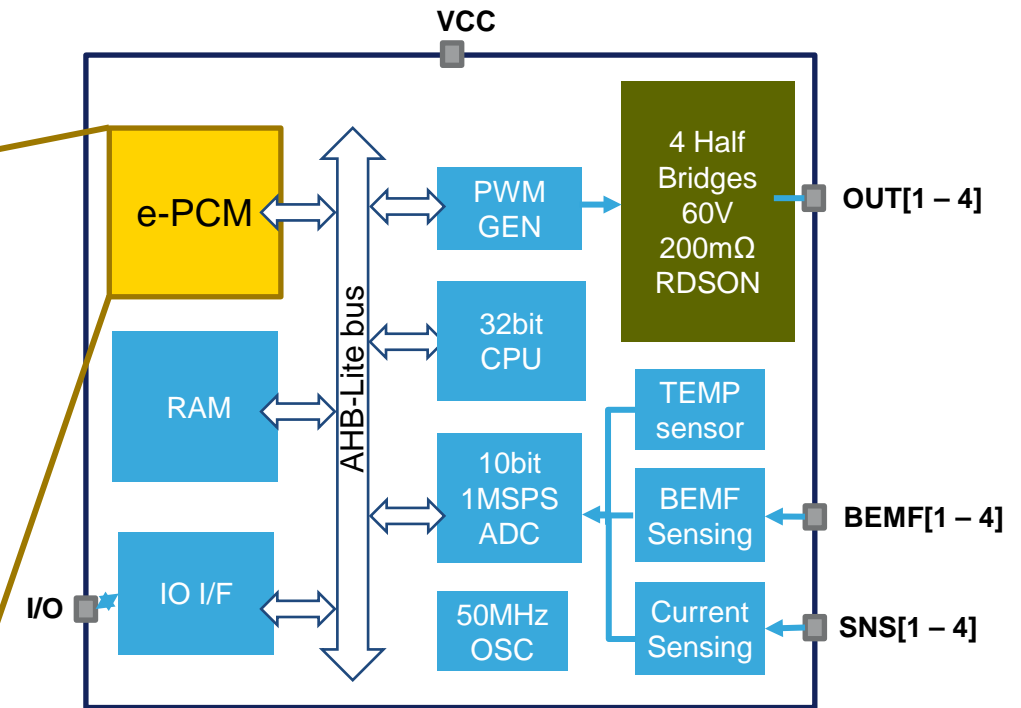 VCC
e-PCM
RAM
IO I/F
I/O
AHB-Lite bus
PWM
GEN
32bit
CPU
10bit
1MSPS
ADC
50MHz
OSC
4 Half
Bridges
60V
200mΩ
RDSON
TEMP
sensor
BEMF
Sensing
Current
Sensing
OUT[1 – 4]
BEMF[1 – 4]
SNS[1 – 4]